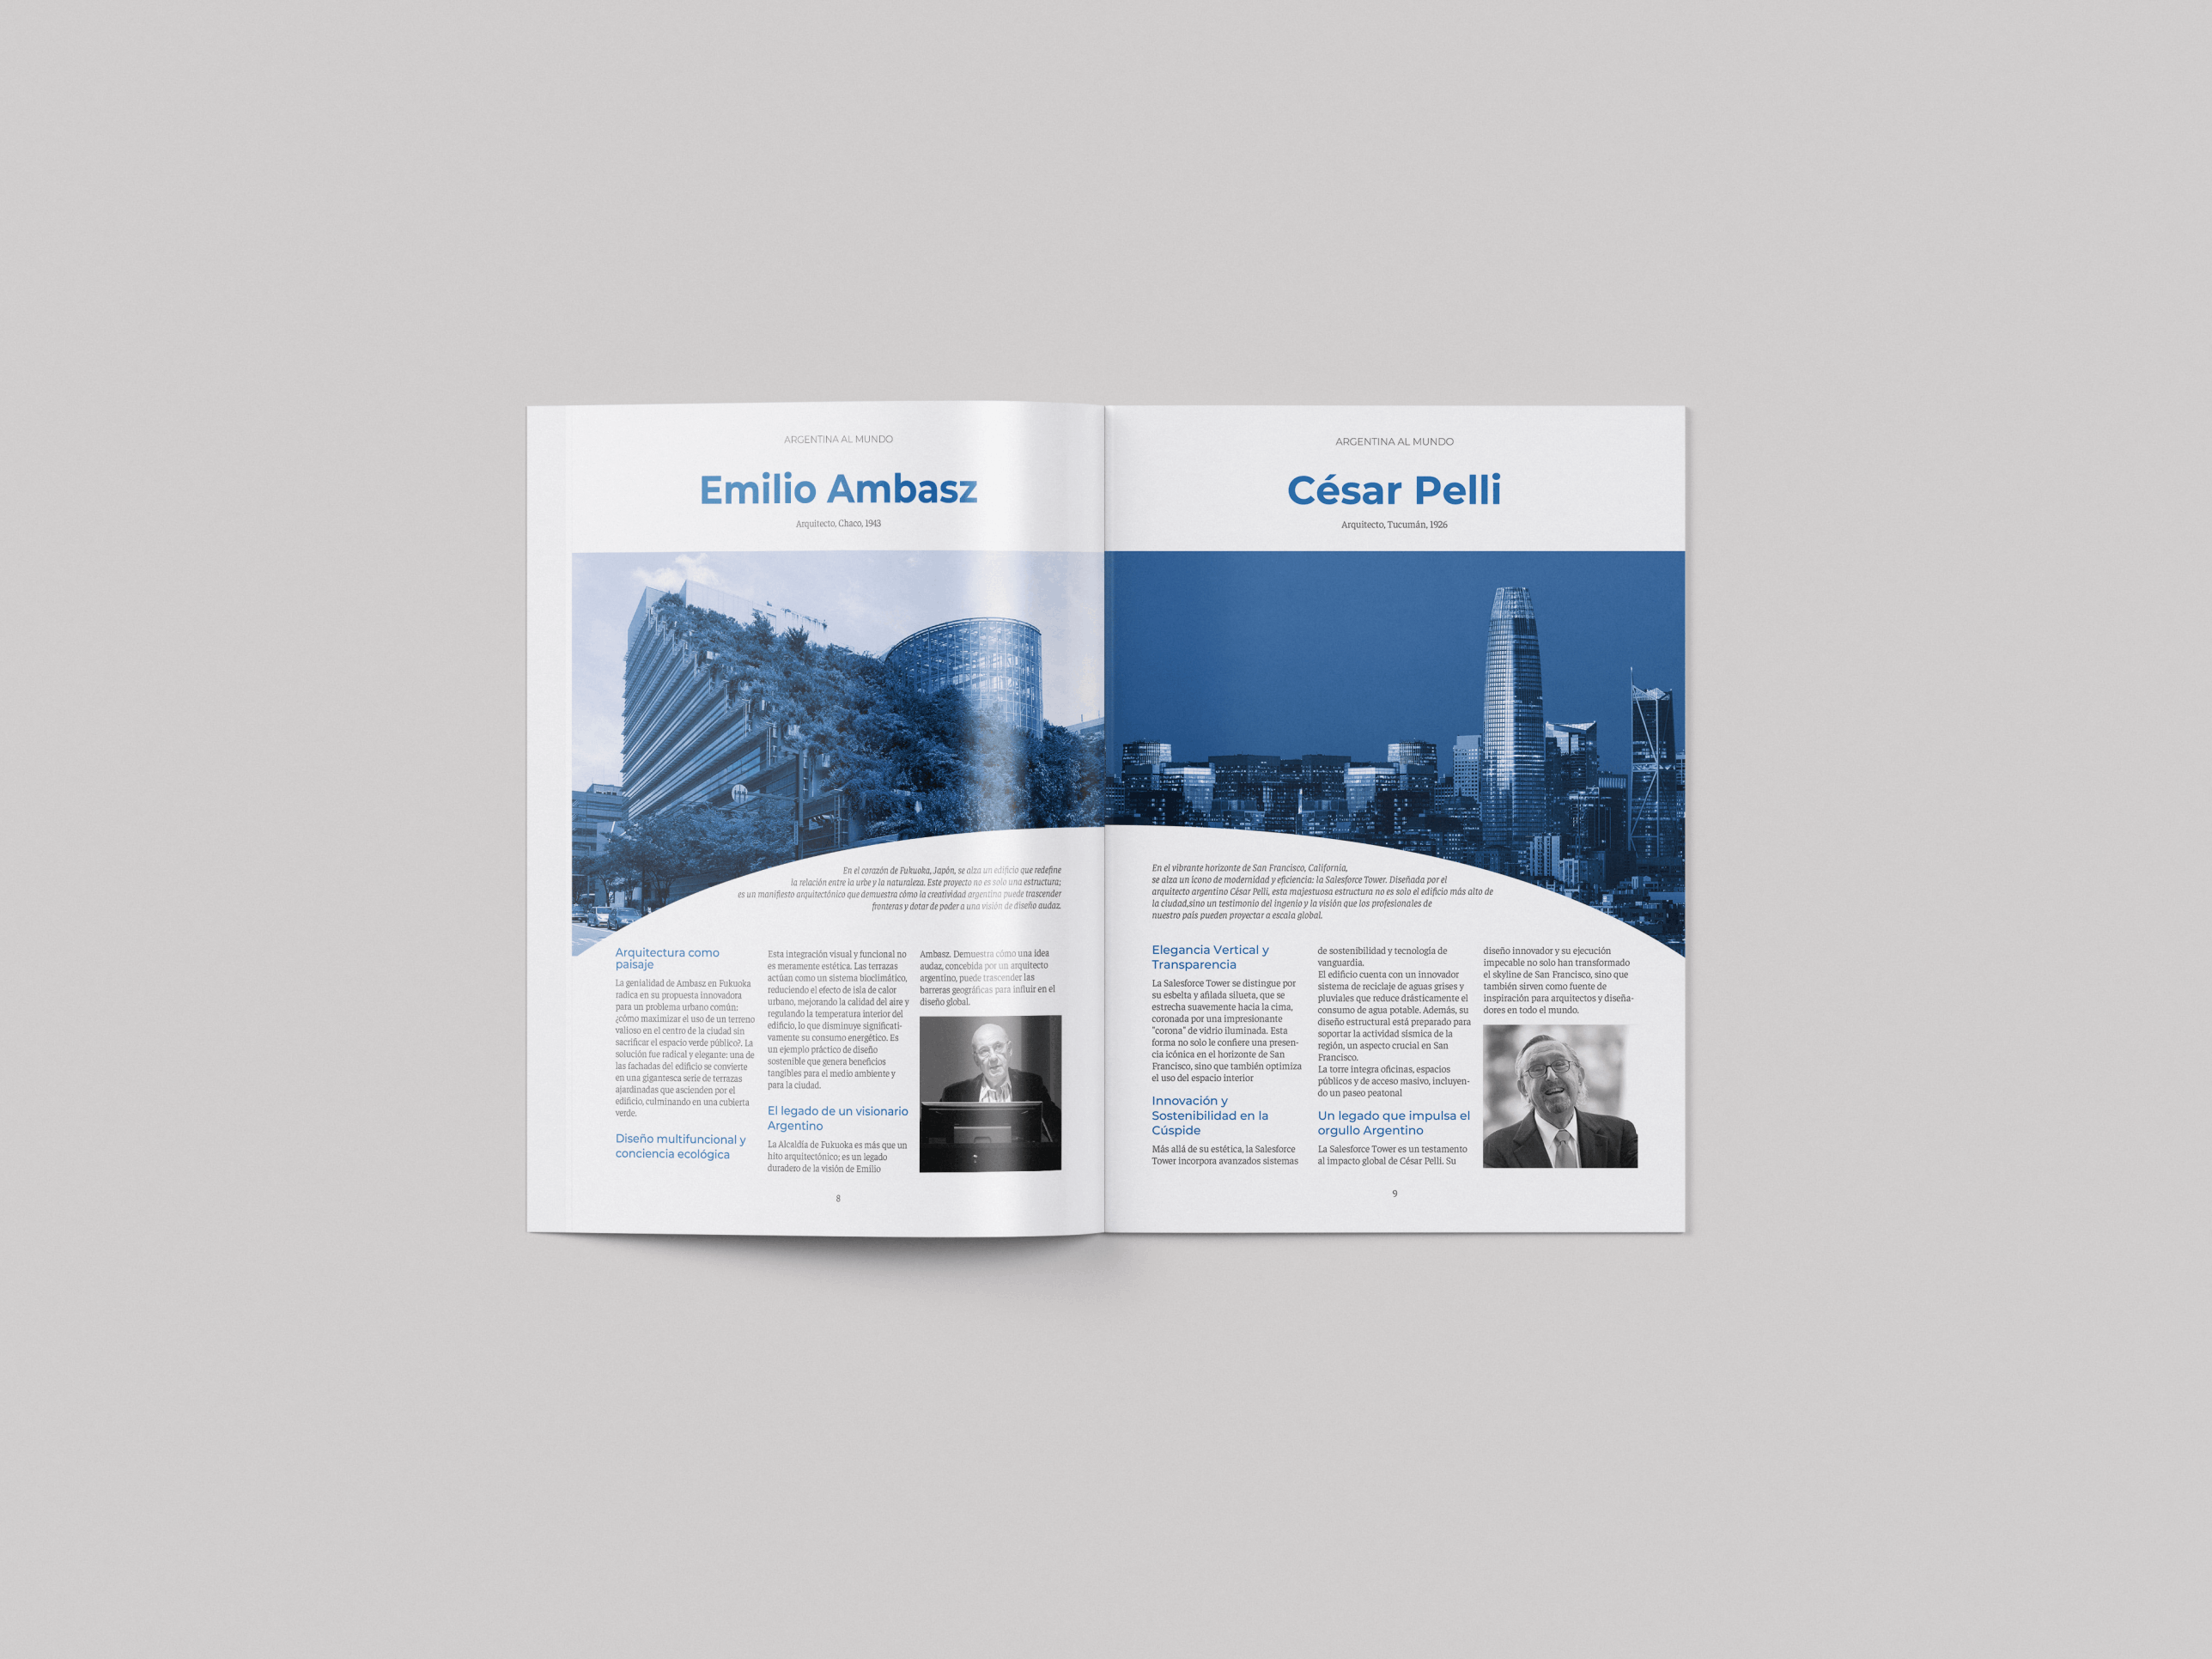 ARGENTINA AL MUNDO
Emilio Ambasz
Arquitecto, Chaco, 1943
En el corazón de Fukuoka, Japón, se alza un edificio que redefine
la relación entre la urbe y la naturaleza. Este proyecto no es solo una estructura;
es un manifiesto arquitectónico que demuestra cómo la creatividad argentina puede trascender
fronteras y dotar de poder a una visión de diseño audaz.
Arquitectura como
paisaje
La genialidad de Ambasz en Fukuoka
radica en su propuesta innovadora
para un problema urbano común:
¿cómo maximizar el uso de un terreno
valioso en el centro de la ciudad sin
sacrificar el espacio verde público?. La
solución fue radical y elegante: una de
las fachadas del edificio se convierte
en una gigantesca serie de terrazas
ajardinadas que ascienden por el
edificio, culminando en una cubierta
verde.
Diseño multifuncional y
conciencia ecológica
Esta integración visual y funcional no
es meramente estética. Las terrazas
actúan como un sistema bioclimático,
reduciendo el efecto de isla de calor
urbano, mejorando la calidad del aire y
regulando la temperatura interior del
edificio, lo que disminuye significati-
vamente su consumo energético. Es
un ejemplo práctico de diseño
sostenible que genera beneficios
tangibles para el medio ambiente y
para la ciudad.
El legado de un visionario
Argentino
La Alcaldía de Fukuoka es más que un
hito arquitectónico; es un legado
duradero de la visión de Emilio
Ambasz. Demuestra cómo una idea
audaz, concebida por un arquitecto
argentino, puede trascender las
barreras geográficas para influir en el
diseño global.
8
ARGENTINA AL MUNDO
César Pelli
Arquitecto, Tucumán, 1926
En el vibrante horizonte de San Francisco, California,
se alza un ícono de modernidad y eficiencia: la Salesforce Tower. Diseñada por el
arquitecto argentino César Pelli, esta majestuosa estructura no es solo el edificio más alto de
la ciudad,sino un testimonio del ingenio y la visión que los profesionales de
nuestro país pueden proyectar a escala global.
Elegancia Vertical y
Transparencia
La Salesforce Tower se distingue por
su esbelta y afilada silueta, que se
estrecha suavemente hacia la cima,
coronada por una impresionante
"corona" de vidrio iluminada. Esta
forma no solo le confiere una presen-
cia icónica en el horizonte de San
Francisco, sino que también optimiza
el uso del espacio interior
Innovación y
Sostenibilidad en la
Cúspide
Más allá de su estética, la Salesforce
Tower incorpora avanzados sistemas
de sostenibilidad y tecnología de
vanguardia.
El edificio cuenta con un innovador
sistema de reciclaje de aguas grises y
pluviales que reduce drásticamente el
consumo de agua potable. Además, su
diseño estructural está preparado para
soportar la actividad sísmica de la
región, un aspecto crucial en San
Francisco.
La torre integra oficinas, espacios
públicos y de acceso masivo, incluyen-
do un paseo peatonal
Un legado que impulsa el
orgullo Argentino
La Salesforce Tower es un testamento
al impacto global de César Pelli. Su
diseño innovador y su ejecución
impecable no solo han transformado
el skyline de San Francisco, sino que
también sirven como fuente de
inspiración para arquitectos y diseña-
dores en todo el mundo.
9